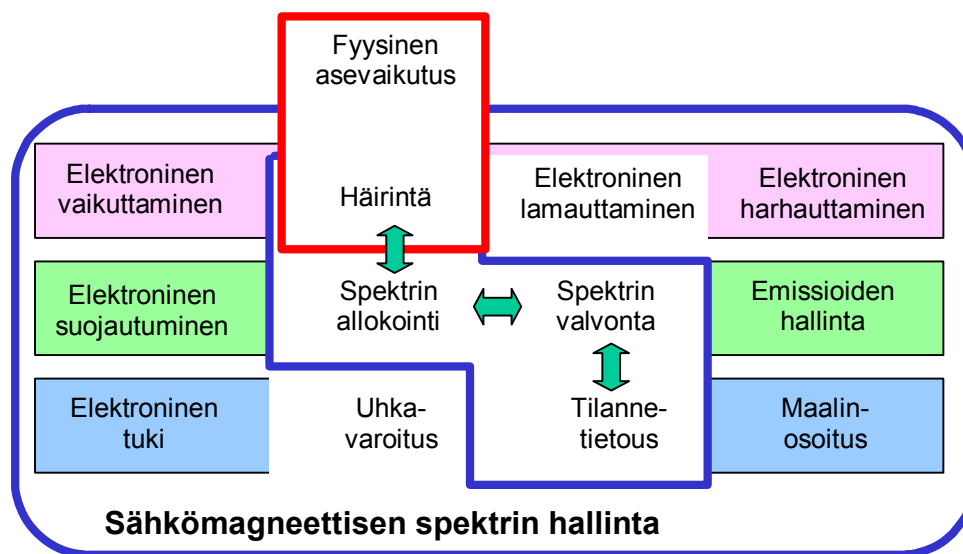 Fyysinen
asevaikutus
Elektroninen
vaikuttaminen
Häirintä
Elektroninen
lamauttaminen
Elektroninen
harhauttaminen
Elektroninen
suojautuminen
Spektrin
allokointi
Spektrin
valvonta
Emissioiden
hallinta
Elektroninen
tuki
Uhka-
varoitus
Tilanne-
tietous
Maalin-
osoitus
Sähkömagneettisen spektrin hallinta